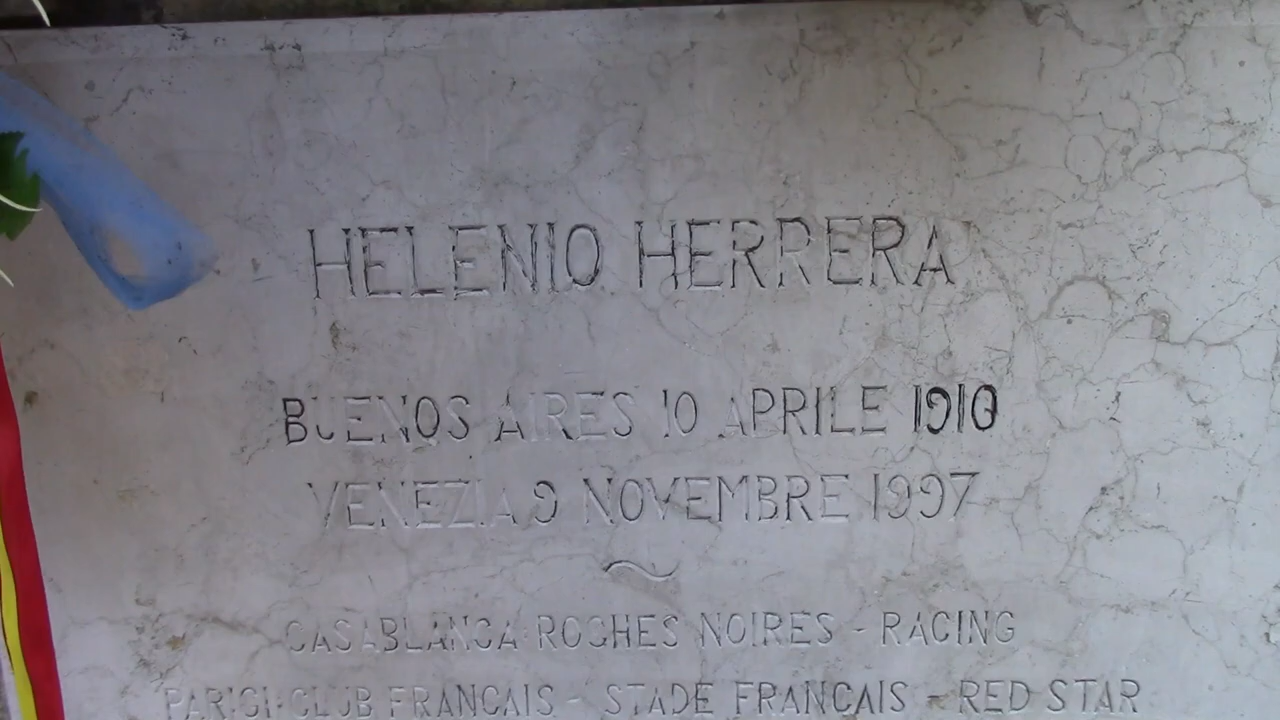 HELENIO HERRERA
BUENOS AIRES 10 APRILE 1910
VENEZIA 9 NOVEMBRE 1997
CASABLANCA ROCHES NOIRES - RACING
PARIGI - CLUB FRANCAIS - STADE FRANCAIS - RED STAR